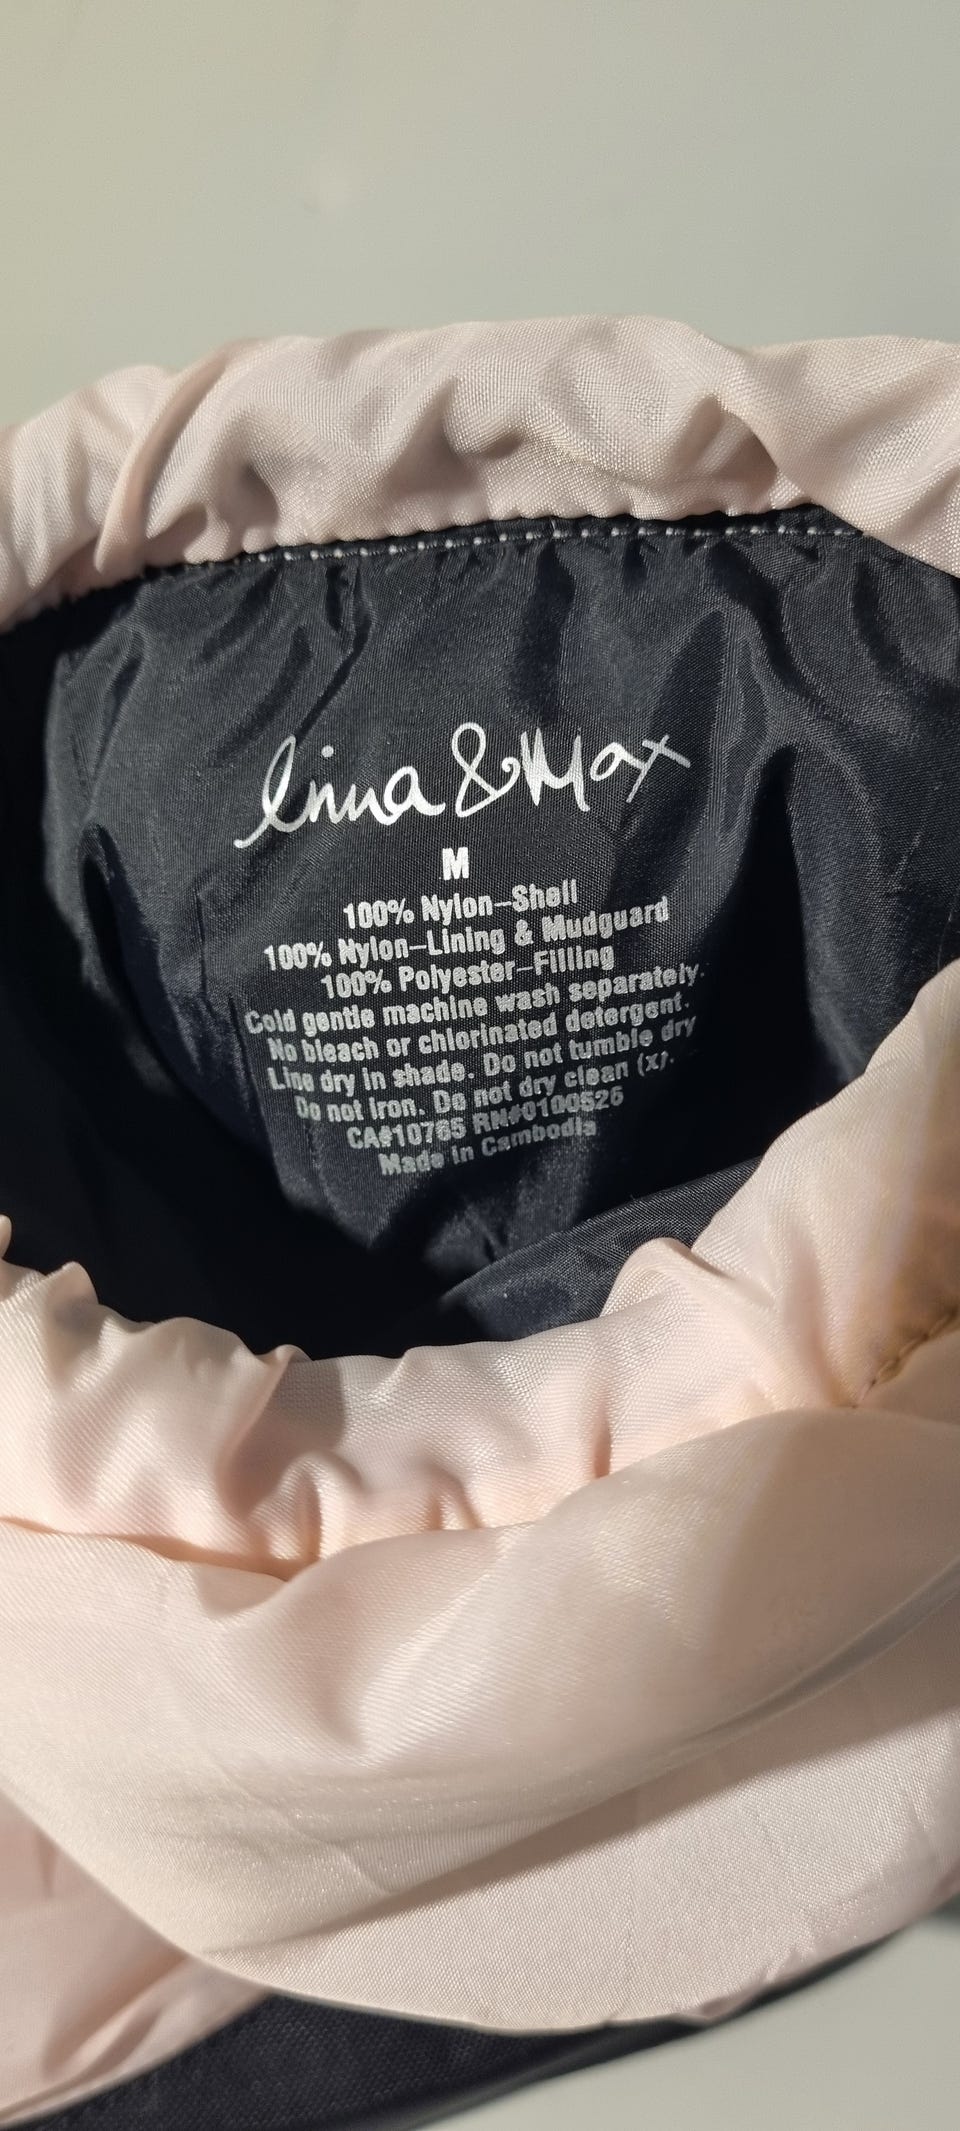 linna & Max
M
100% Nylon–Shell
100% Nylon–Lining & Mudguard
100% Polyester–Filling
Cold gentle machine wash separately.
No bleach or chlorinated detergent.
Line dry in shade. Do not tumble dry
Do not iron. Do not dry clean (x).
CA#10765 RN#0100526
Made in Cambodia